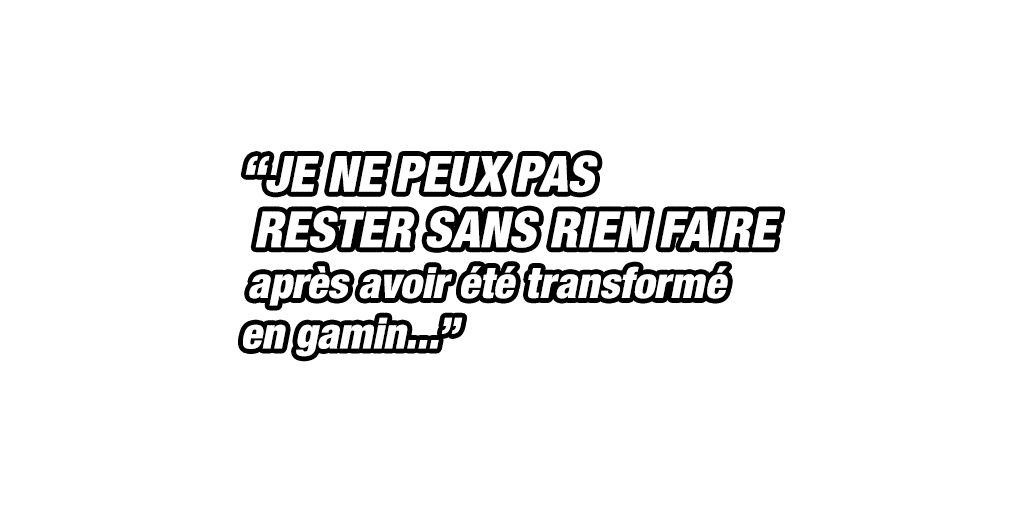 “JE NE PEUX PAS
RESTER SANS RIEN FAIRE
après avoir été transformé
en gamin...”